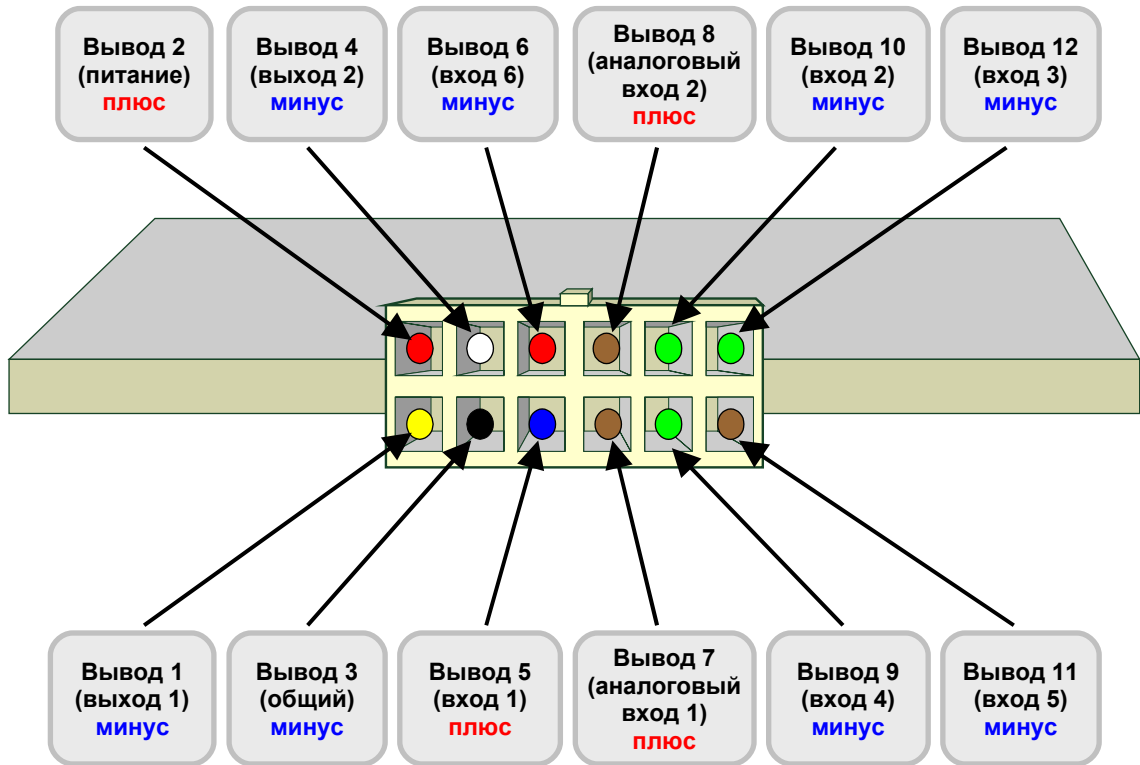 Вывод 2
(питание)
плюс
Вывод 4
(выход 2)
минус
Вывод 6
(вход 6)
минус
Вывод 8
(аналоговый
вход 2)
плюс
Вывод 10
(вход 2)
минус
Вывод 12
(вход 3)
минус
Вывод 1
(выход 1)
минус
Вывод 3
(общий)
минус
Вывод 5
(вход 1)
плюс
Вывод 7
(аналоговый
вход 1)
плюс
Вывод 9
(вход 4)
минус
Вывод 11
(вход 5)
минус